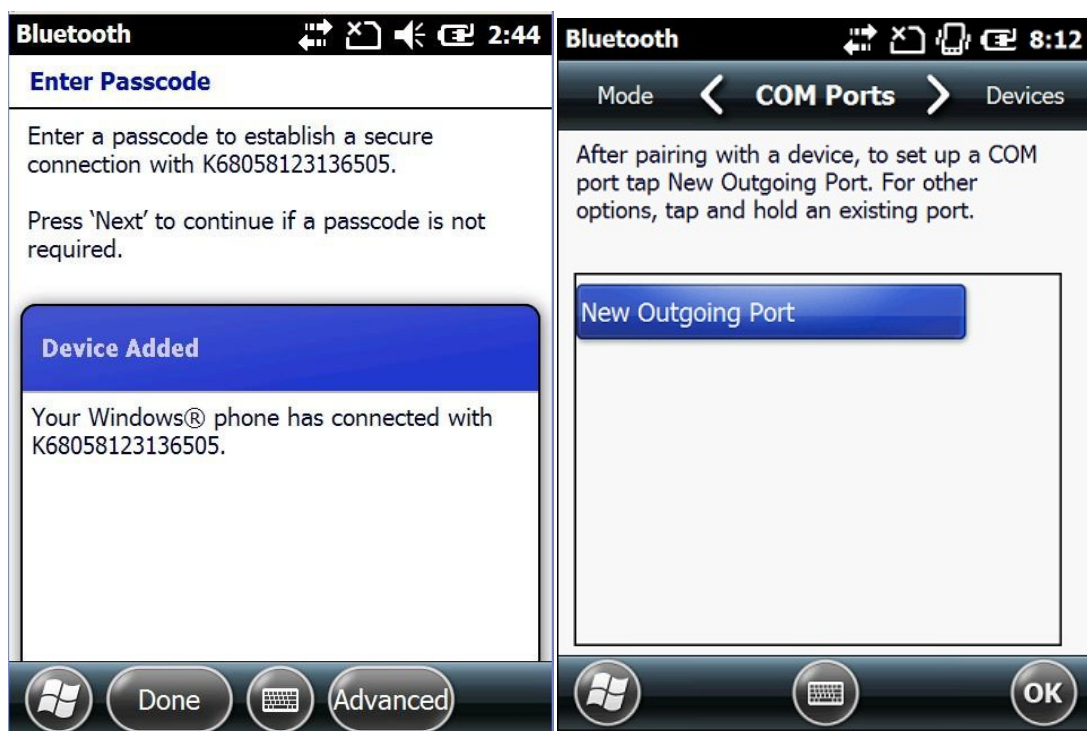 Bluetooth 2:44
Enter Passcode
Enter a passcode to establish a secure
connection with K68058123136505.
Press `Next' to continue if a passcode is not
required.
Device Added
Your Windows® phone has connected with
K68058123136505.
Done Advanced
Bluetooth 8:12
Mode COM Ports Devices
After pairing with a device, to set up a COM
port tap New Outgoing Port. For other
options, tap and hold an existing port.
New Outgoing Port
OK